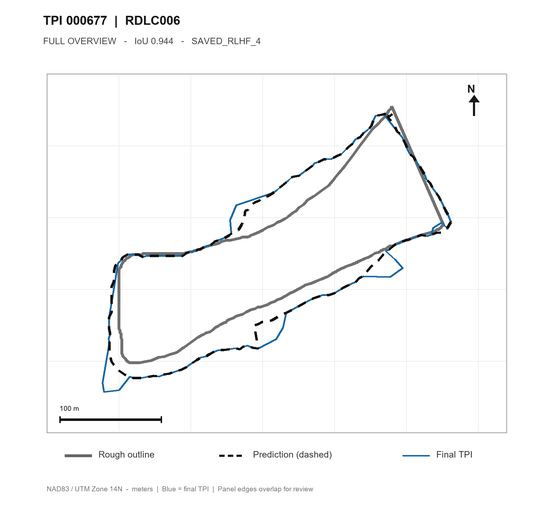 TPI 000677 | RDLC006
FULL OVERVIEW - IoU 0.944 - SAVED_RLHF_4
N
100 m
Rough outline
Prediction (dashed)
Final TPI
NAD83 / UTM Zone 14N - meters | Blue = final TPI | Panel edges overlap for review